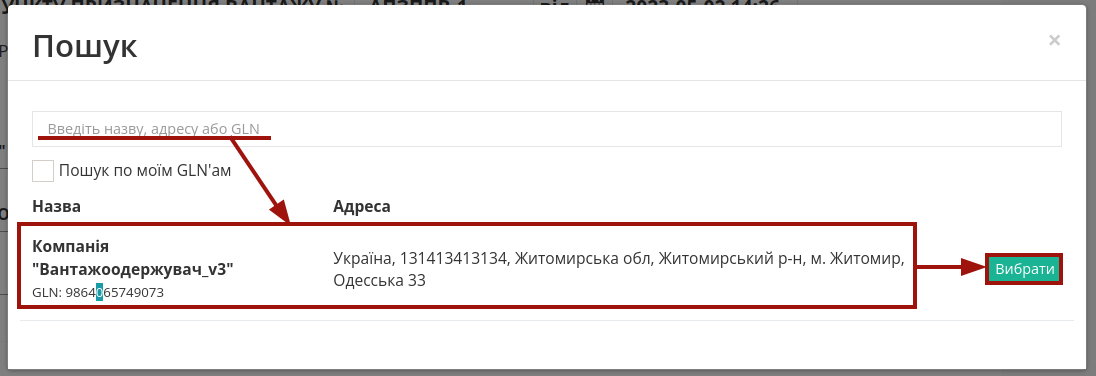 Пошук
×
Введіть назву, адресу або GLN
Пошук по моїм GLN'ам
Назва Адреса
Компанія
"Вантажоодержувач_v3"
GLN: 9864065749073
Україна, 131413413134, Житомирська обл, Житомирський р-н, м. Житомир,
Одесська 33
Вибрати